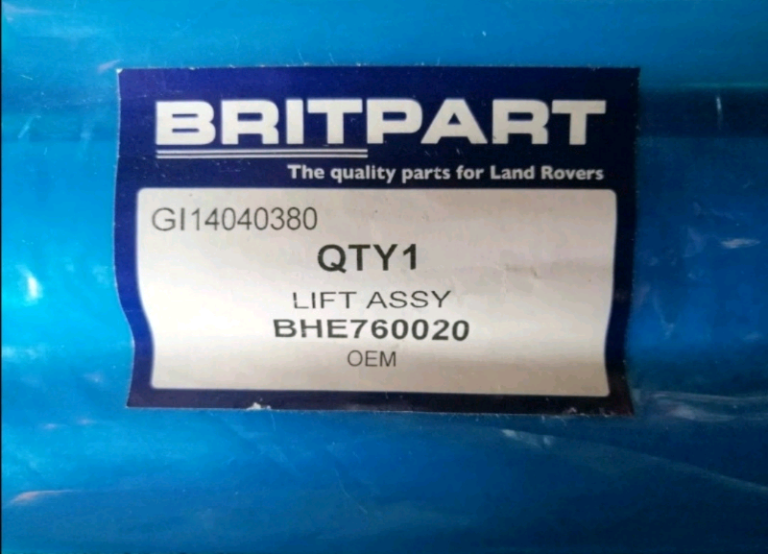 BRITPART
The quality parts for Land Rovers
GI14040380
QTY1
LIFT ASSY
BHE760020
OEM